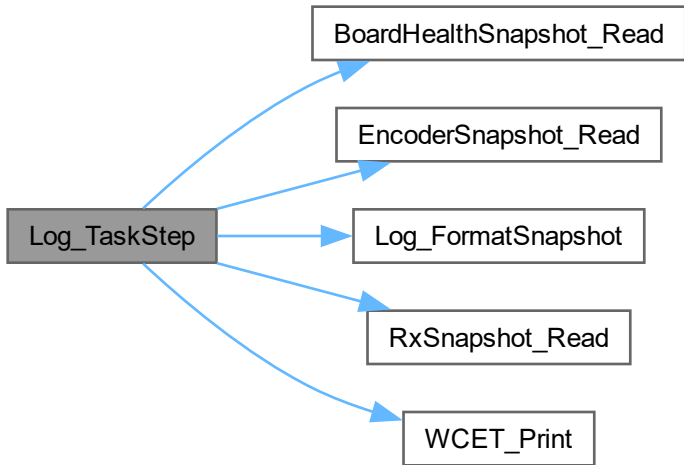 BoardHealthSnapshot_Read
EncoderSnapshot_Read
Log_TaskStep
Log_FormatSnapshot
RxSnapshot_Read
WCET_Print